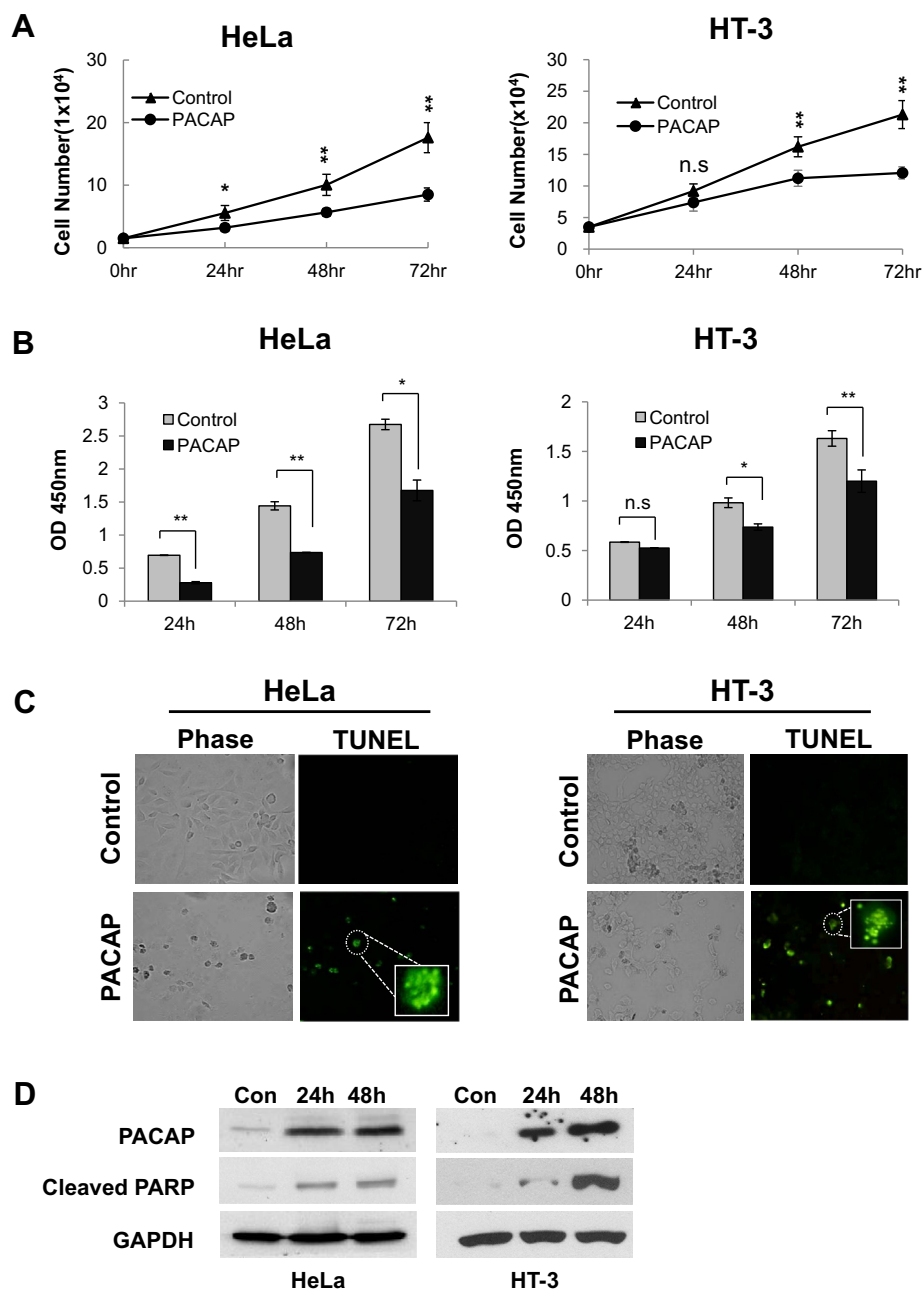 A
HeLa
HT-3
Cell Number(1x10⁴)
30
20
10
0
Control
PACAP
*
**
**
0hr
24hr
48hr
72hr
Cell Number(x10⁴)
30
25
20
15
10
5
0
Control
PACAP
n.s
**
**
0hr
24hr
48hr
72hr
B
HeLa
HT-3
OD 450nm
3
2.5
2
1.5
1
0.5
0
Control
PACAP
**
**
*
24h
48h
72h
OD 450nm
2
1.5
1
0.5
0
Control
PACAP
n.s
*
**
24h
48h
72h
C
HeLa
HT-3
Phase
TUNEL
Phase
TUNEL
Control
PACAP
Control
PACAP
D
Con 24h 48h
Con 24h 48h
PACAP
Cleaved PARP
GAPDH
HeLa
HT-3